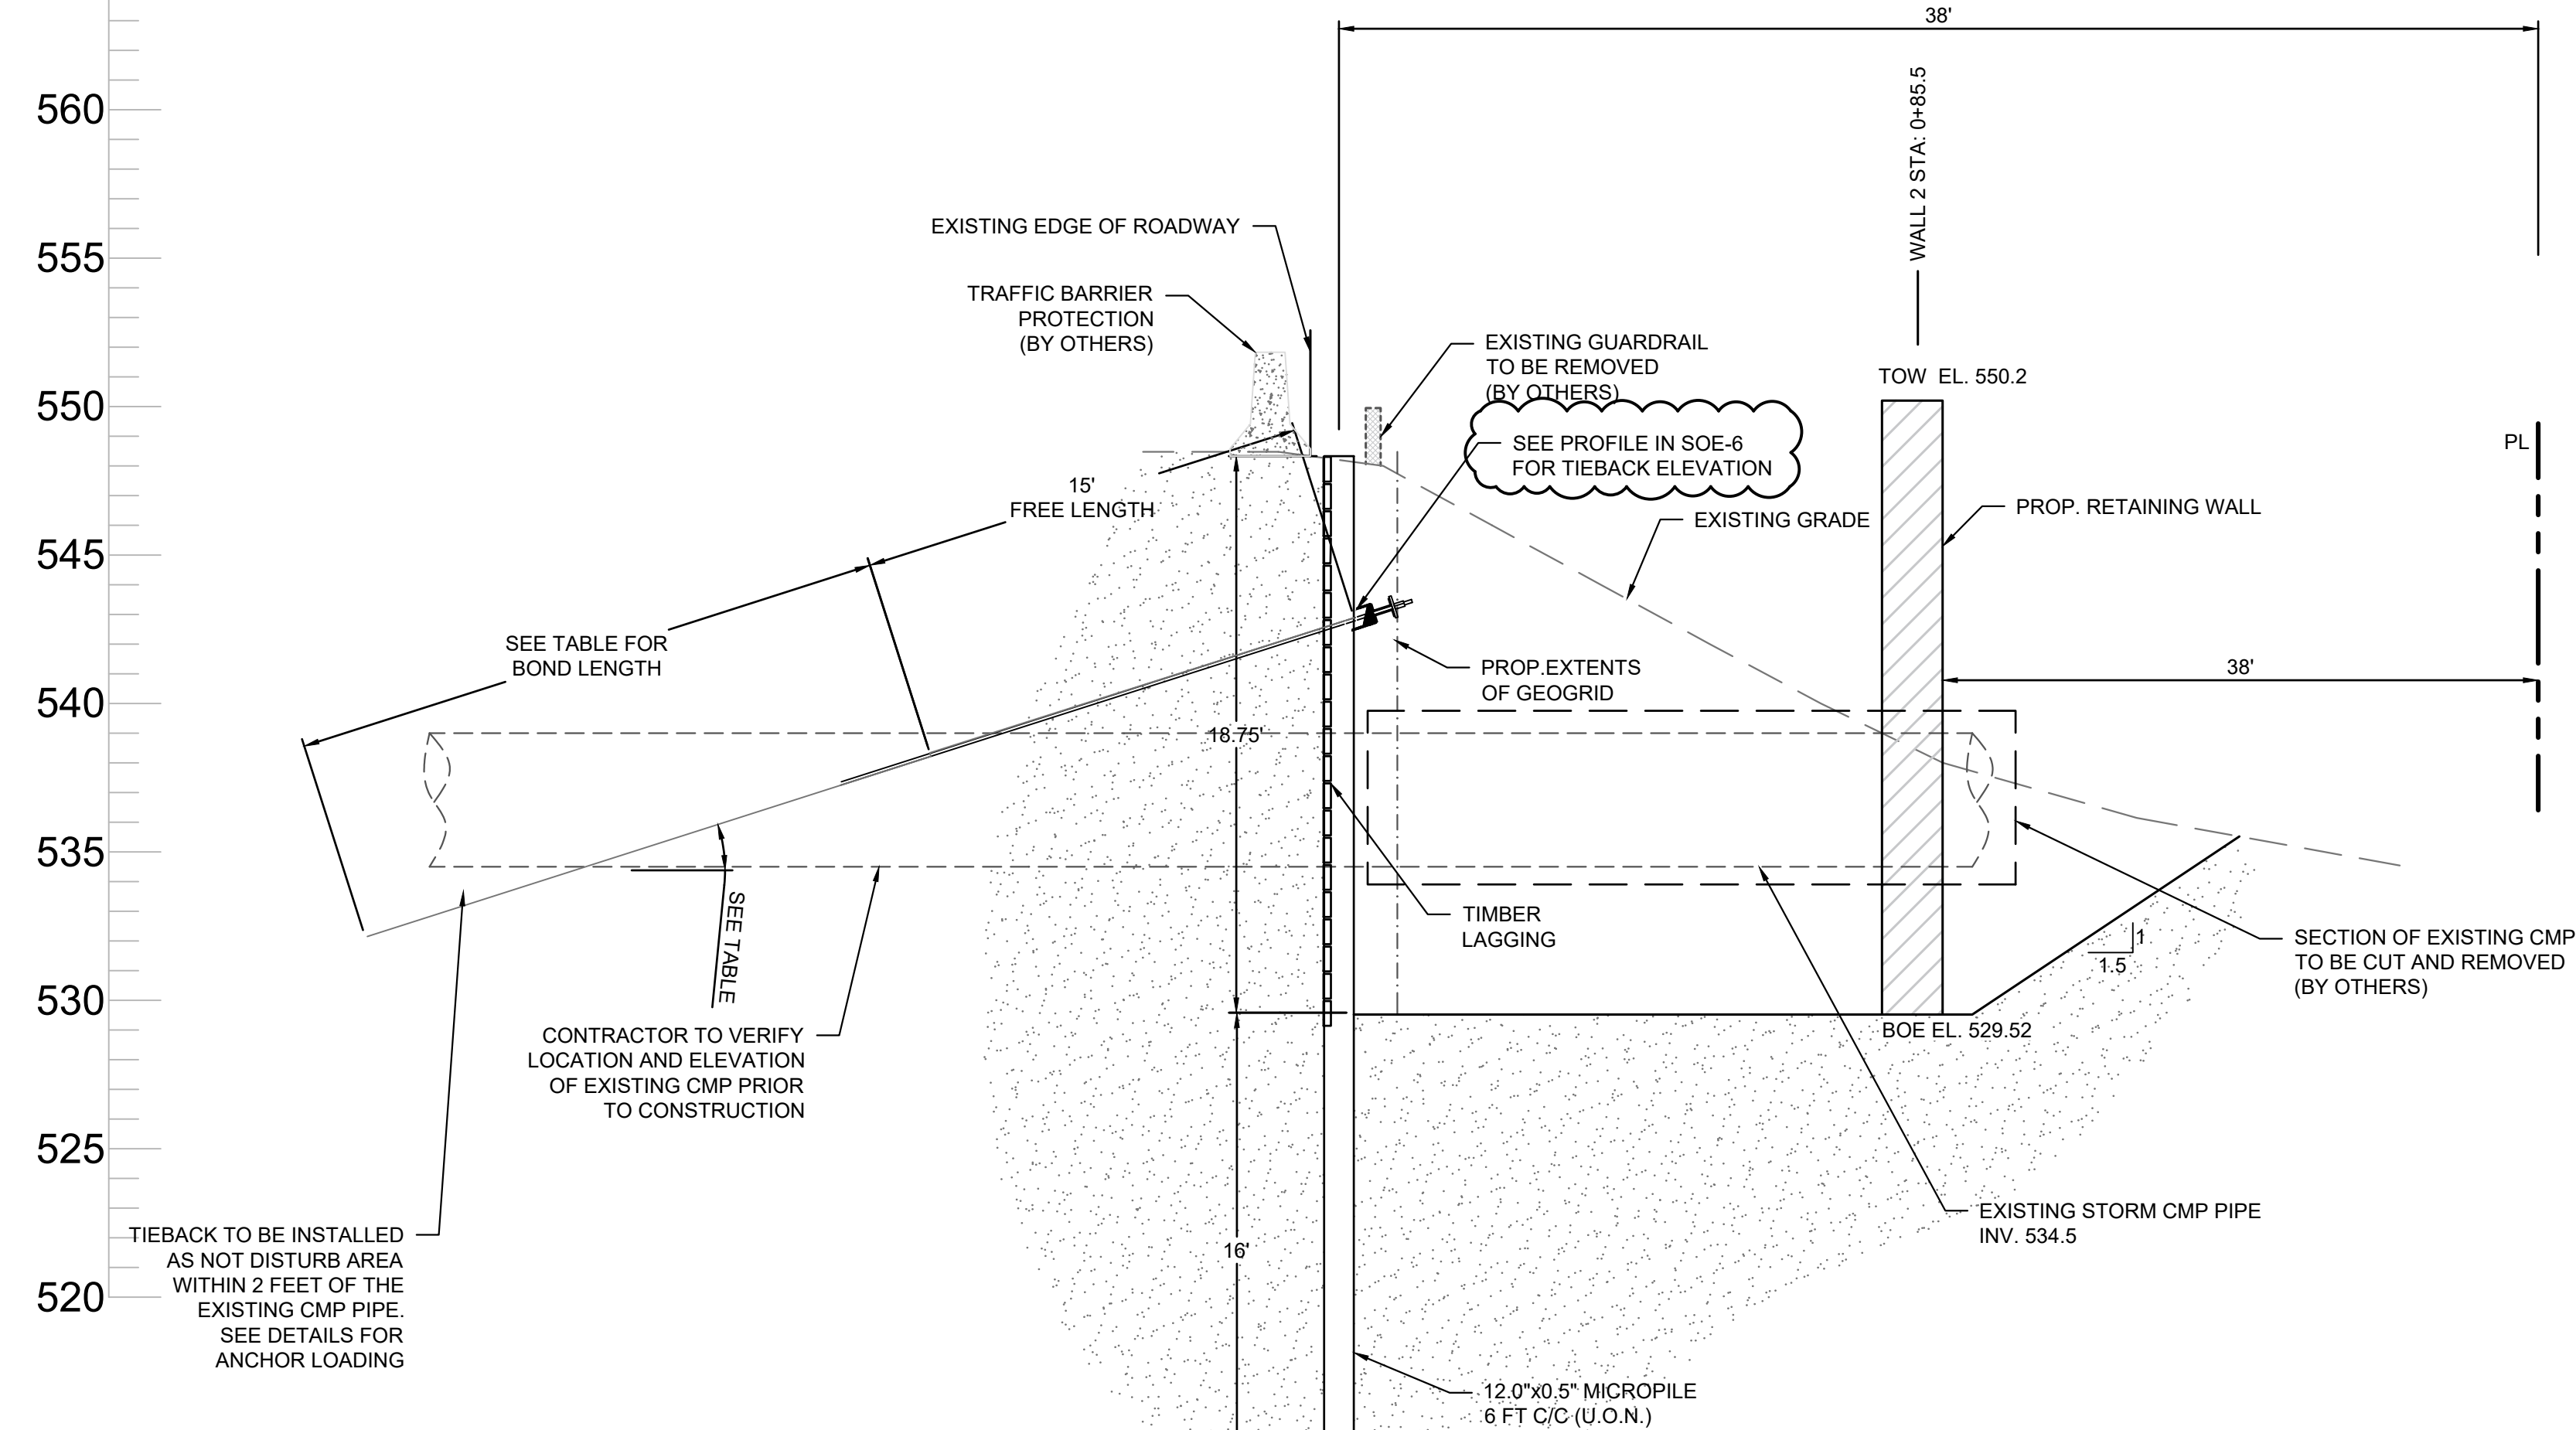 38'
560
555
550
545
540
535
530
525
520
WALL 2 STA: 0+85.5
EXISTING EDGE OF ROADWAY
TRAFFIC BARRIER
PROTECTION
(BY OTHERS)
EXISTING GUARDRAIL
TO BE REMOVED
(BY OTHERS)
TOW EL. 550.2
SEE PROFILE IN SOE-6
FOR TIEBACK ELEVATION
PL
15'
FREE LENGTH
PROP. RETAINING WALL
EXISTING GRADE
SEE TABLE FOR
BOND LENGTH
PROP.EXTENTS
OF GEOGRID
38'
18.75'
SEE TABLE
TIMBER
LAGGING
1
1.5
SECTION OF EXISTING CMP
TO BE CUT AND REMOVED
(BY OTHERS)
CONTRACTOR TO VERIFY
LOCATION AND ELEVATION
OF EXISTING CMP PRIOR
TO CONSTRUCTION
BOE EL. 529.52
EXISTING STORM CMP PIPE
INV. 534.5
TIEBACK TO BE INSTALLED
AS NOT DISTURB AREA
WITHIN 2 FEET OF THE
EXISTING CMP PIPE.
SEE DETAILS FOR
ANCHOR LOADING
16'
12.0"x0.5" MICROPILE
6 FT C/C (U.O.N.)